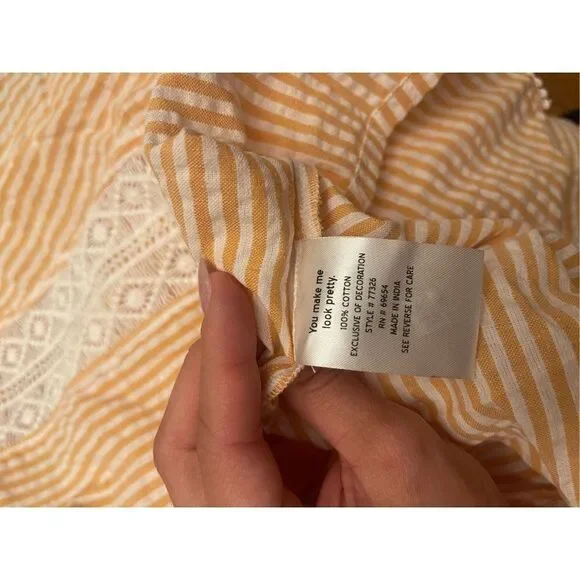 You make me
look pretty.
100% COTTON
EXCLUSIVE OF DECORATION
STYLE # 77326
RN # 69654
MADE IN INDIA
SEE REVERSE FOR CARE